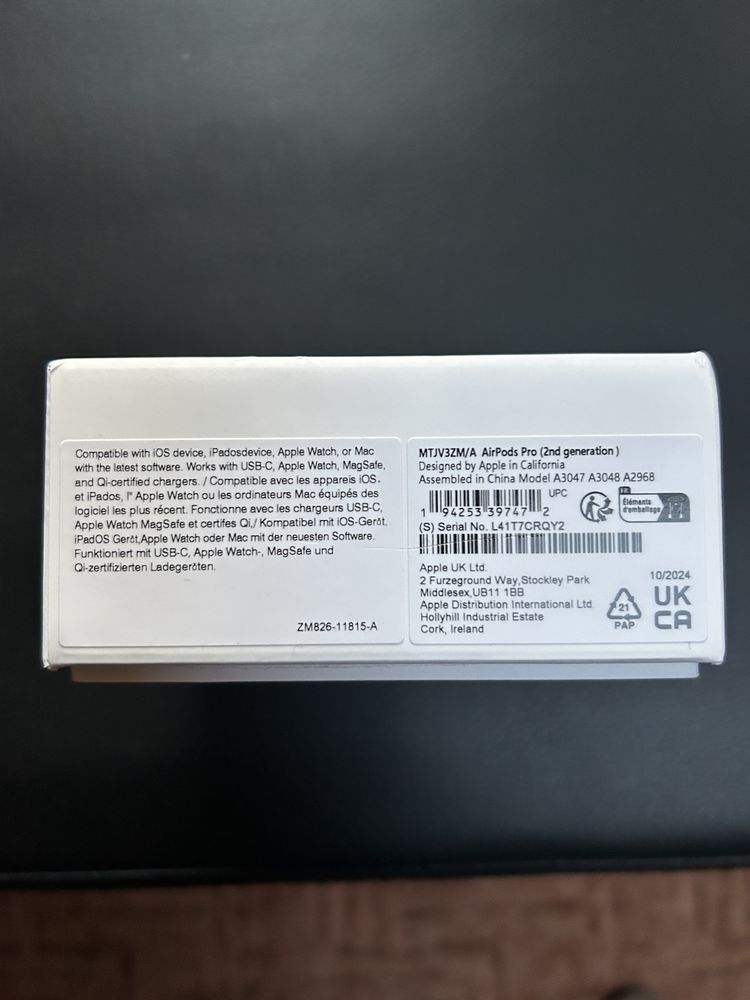 Compatible with iOS device, iPadosdevice, Apple Watch, or Mac
with the latest software. Works with USB-C, Apple Watch, MagSafe,
and Qi-certified chargers. / Compatible avec les appareils iOS,
et iPados, l" Apple Watch ou les ordinateurs Mac équipés des
logiciel les plus récent. Fonctionne avec les chargeurs USB-C,
Apple Watch MagSafe et certifes Qi,/ Kompatibel mit iOS-Geröt,
iPadOS Geröt,Apple Watch oder Mac mit der neuesten Software.
Funktioniert mit USB-C, Apple Watch-, MagSafe und
Qi-zertifizierten Ladegeröten.
ZM826-11815-A
MTJV3ZM/A AirPods Pro (2nd generation )
Designed by Apple in California
Assembled in China Model A3047 A3048 A2968
UPC
1 94253 39747 2
FR
Éléments
d'emballage
(S) Serial No. L41T7CRQY2
Apple UK Ltd.
2 Furzeground Way,Stockley Park
Middlesex,UB11 1BB
Apple Distribution International Ltd
Hollyhill Industrial Estate
Cork, Ireland
21
PAP
10/2024
UK
CA